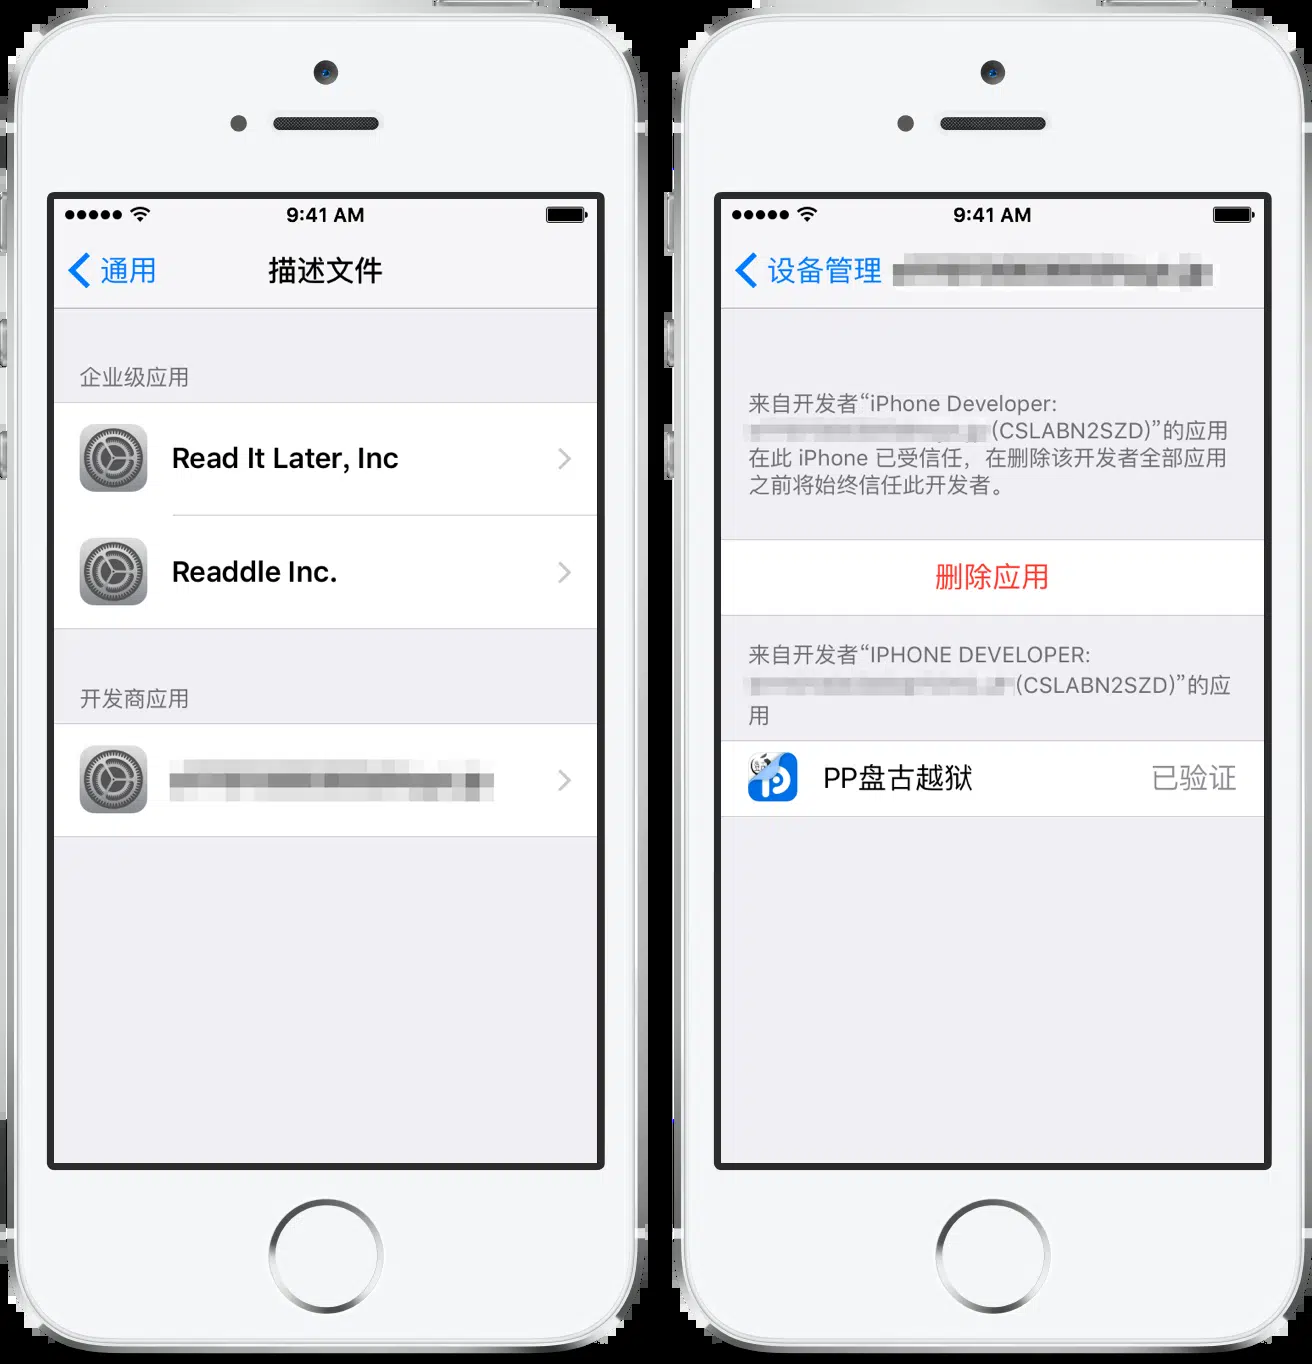 9:41 AM
通用
描述文件
企业级应用
Read It Later, Inc
Readdle Inc.
开发商应用
9:41 AM
设备管理
来自开发者“iPhone Developer:
(CSLABN2SZD)”的应用
在此 iPhone 已受信任，在删除该开发者全部应用
之前将始终信任此开发者。
删除应用
来自开发者“IPHONE DEVELOPER:
(CSLABN2SZD)”的应
用
PP盘古越狱
已验证